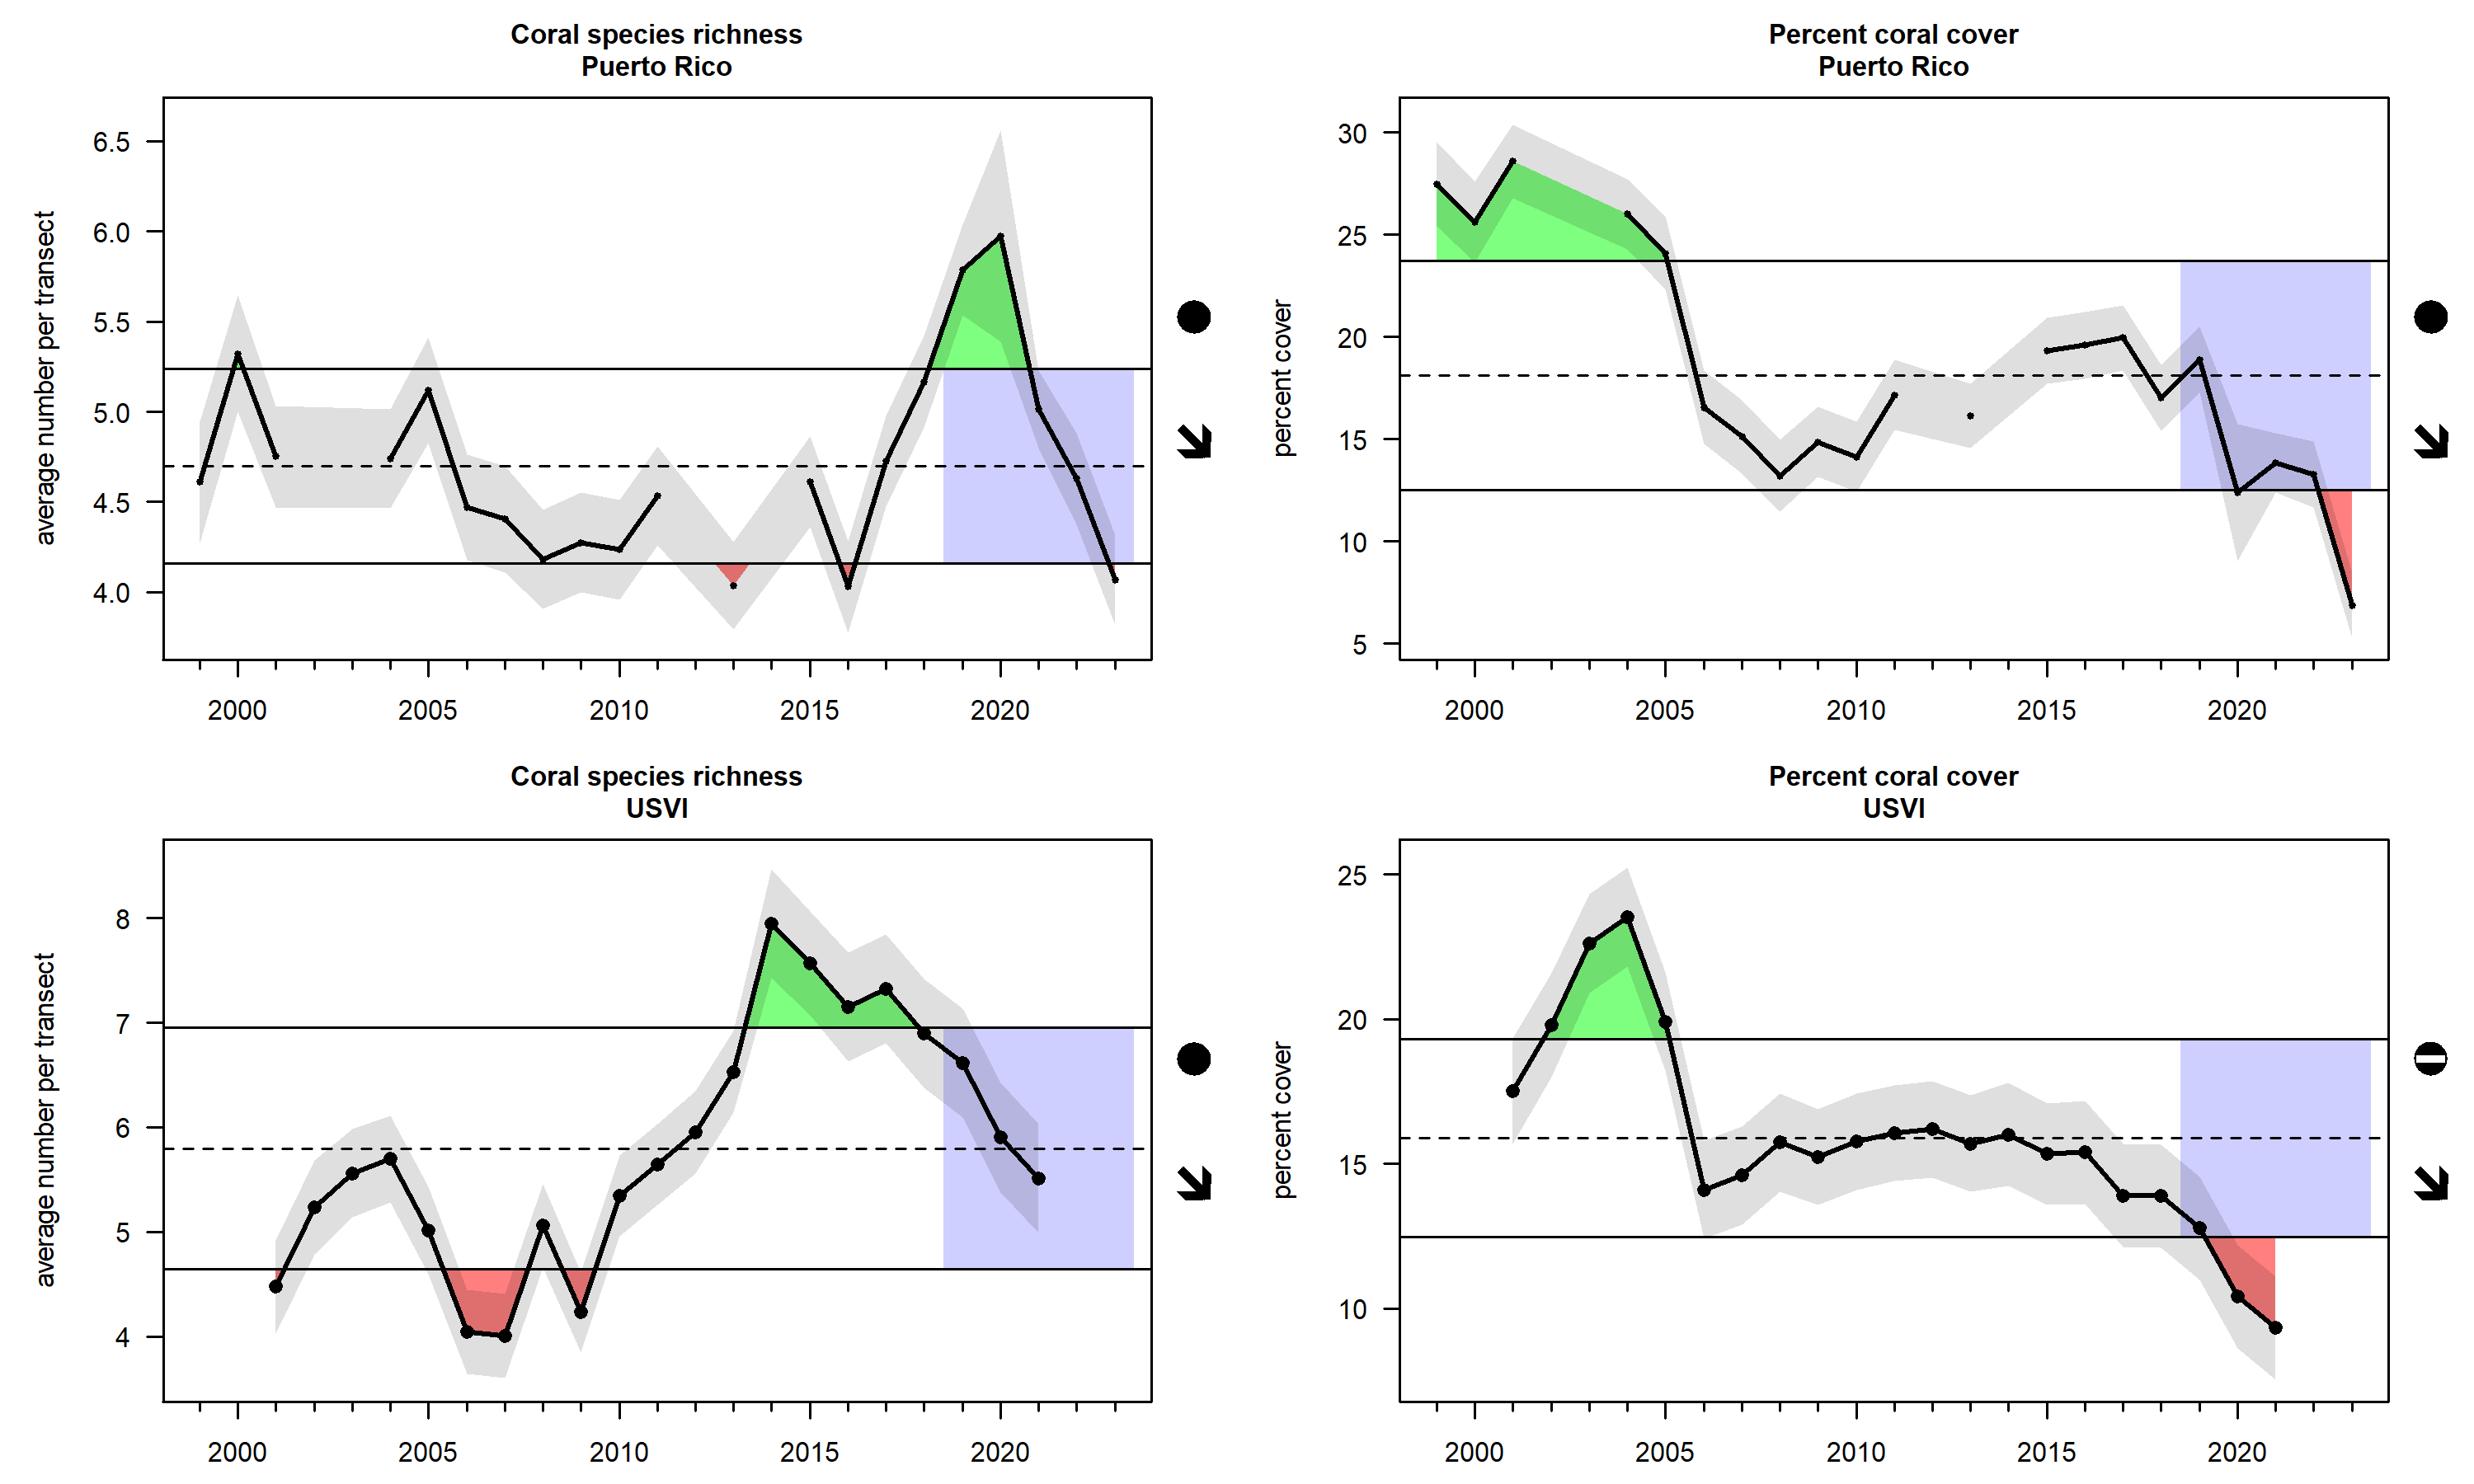 Coral species richness
Puerto Rico
average number per transect
6.5
6.0
5.5
5.0
4.5
4.0
2000 2005 2010 2015 2020
Percent coral cover
Puerto Rico
percent cover
30
25
20
15
10
5
2000 2005 2010 2015 2020
Coral species richness
USVI
average number per transect
8
7
6
5
4
2000 2005 2010 2015 2020
Percent coral cover
USVI
percent cover
25
20
15
10
2000 2005 2010 2015 2020